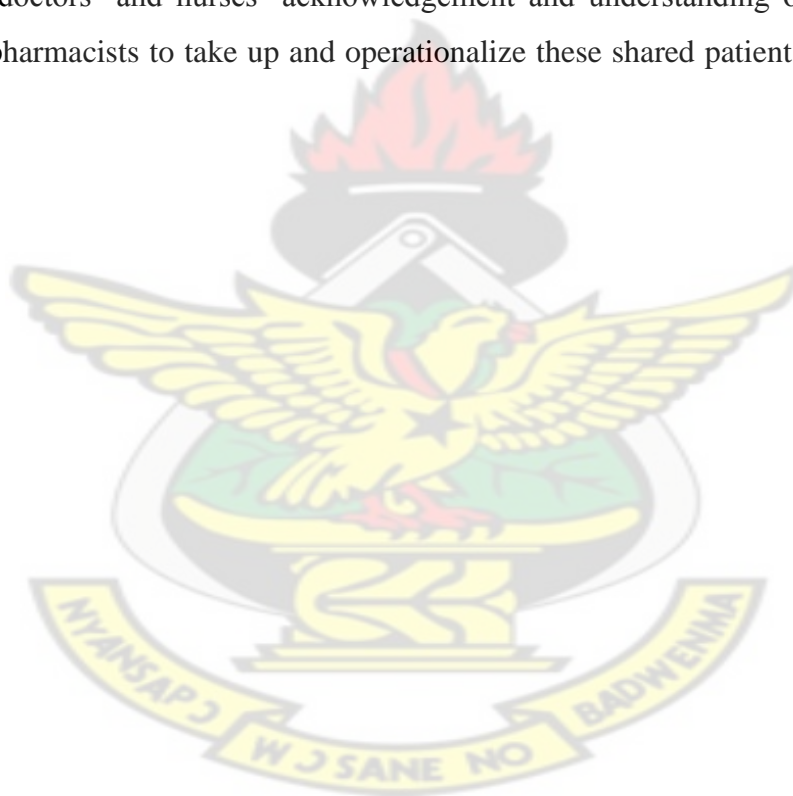 doctors and nurses acknowledgement and understanding
pharmacists to take up and operationalize these shared patient
NYANSAPƆ
WƆSANE NO
BADWENMA